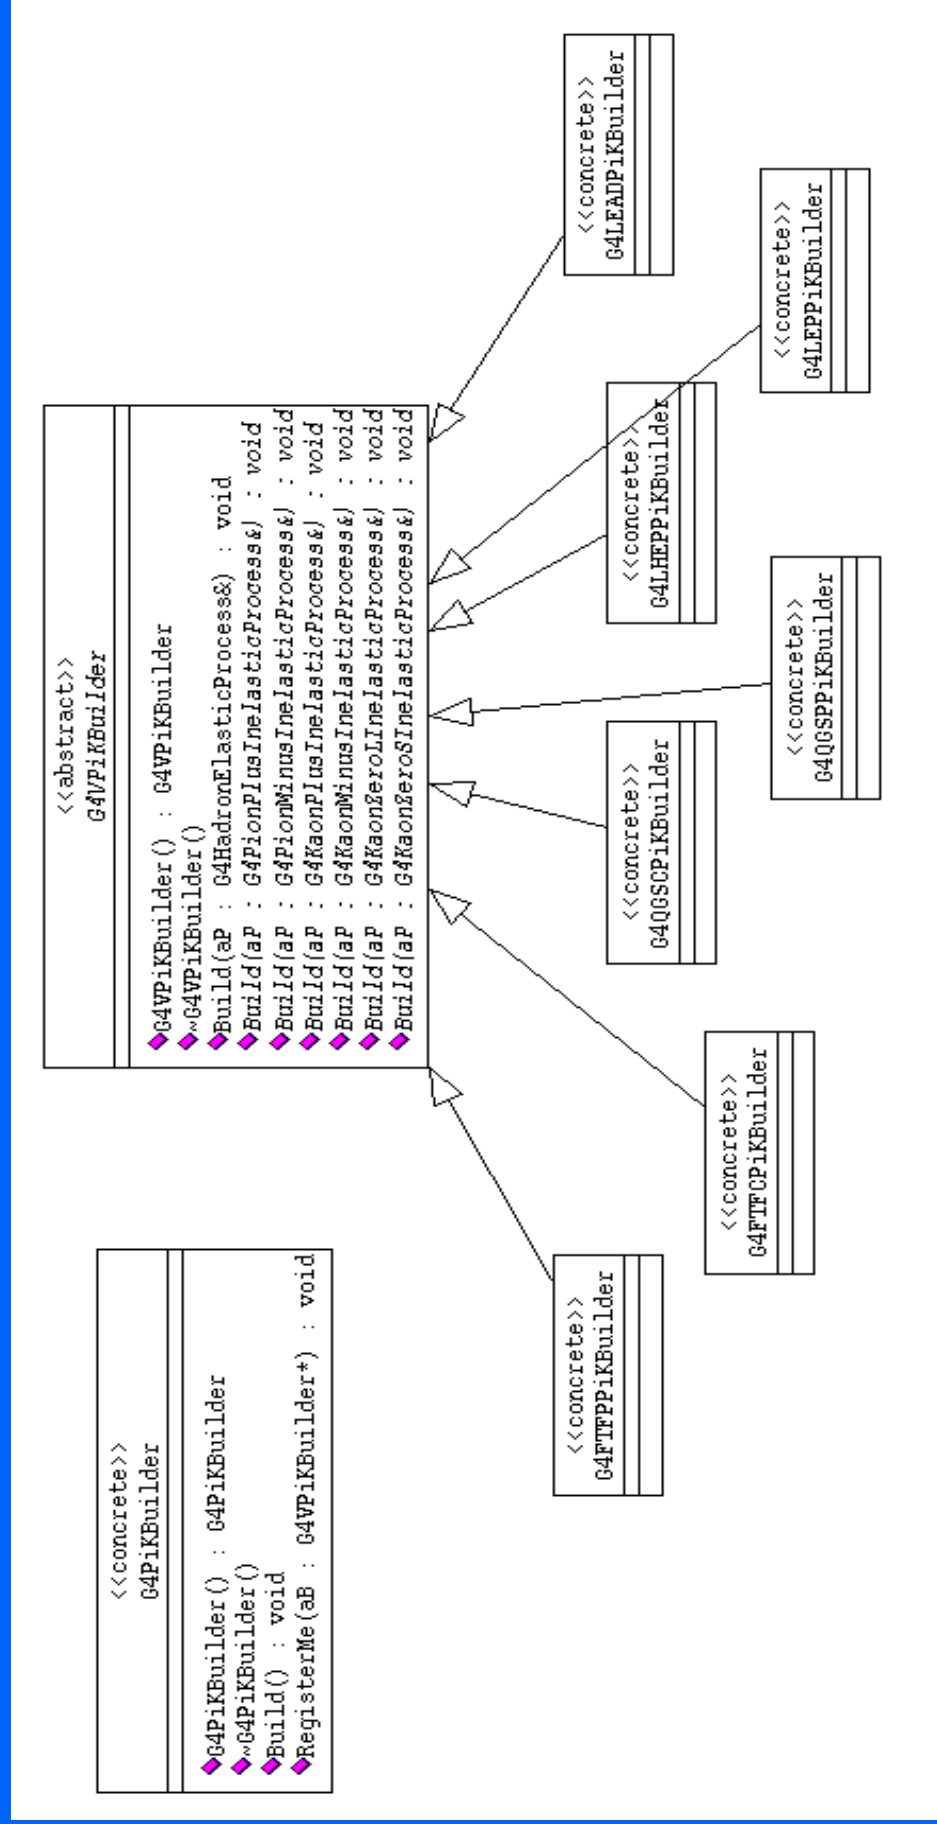 <<concrete>>
G4PiKBuilder
G4PiKBuilder() : G4PiKBuilder
~G4PiKBuilder()
Build() : void
RegisterMe(aB : G4VPiKBuilder*) : void
<<abstract>>
G4VPiKBuilder
G4VPiKBuilder() : G4VPiKBuilder
~G4VPiKBuilder()
Build(aP : G4HadronElasticProcess&) : void
Build(aP : G4PionPlusInelasticProcess&) : void
Build(aP : G4PionMinusInelasticProcess&) : void
Build(aP : G4KaonPlusInelasticProcess&) : void
Build(aP : G4KaonMinusInelasticProcess&) : void
Build(aP : G4KaonZeroLInelasticProcess&) : void
Build(aP : G4KaonZeroSInelasticProcess&) : void
<<concrete>>
G4FTFPPiKBuilder
<<concrete>>
G4FTFCPiKBuilder
<<concrete>>
G4QGSCPiKBuilder
<<concrete>>
G4QGSPPiKBuilder
<<concrete>>
G4LHEPPiKBuilder
<<concrete>>
G4LEPPiKBuilder
<<concrete>>
G4LEADPiKBuilder